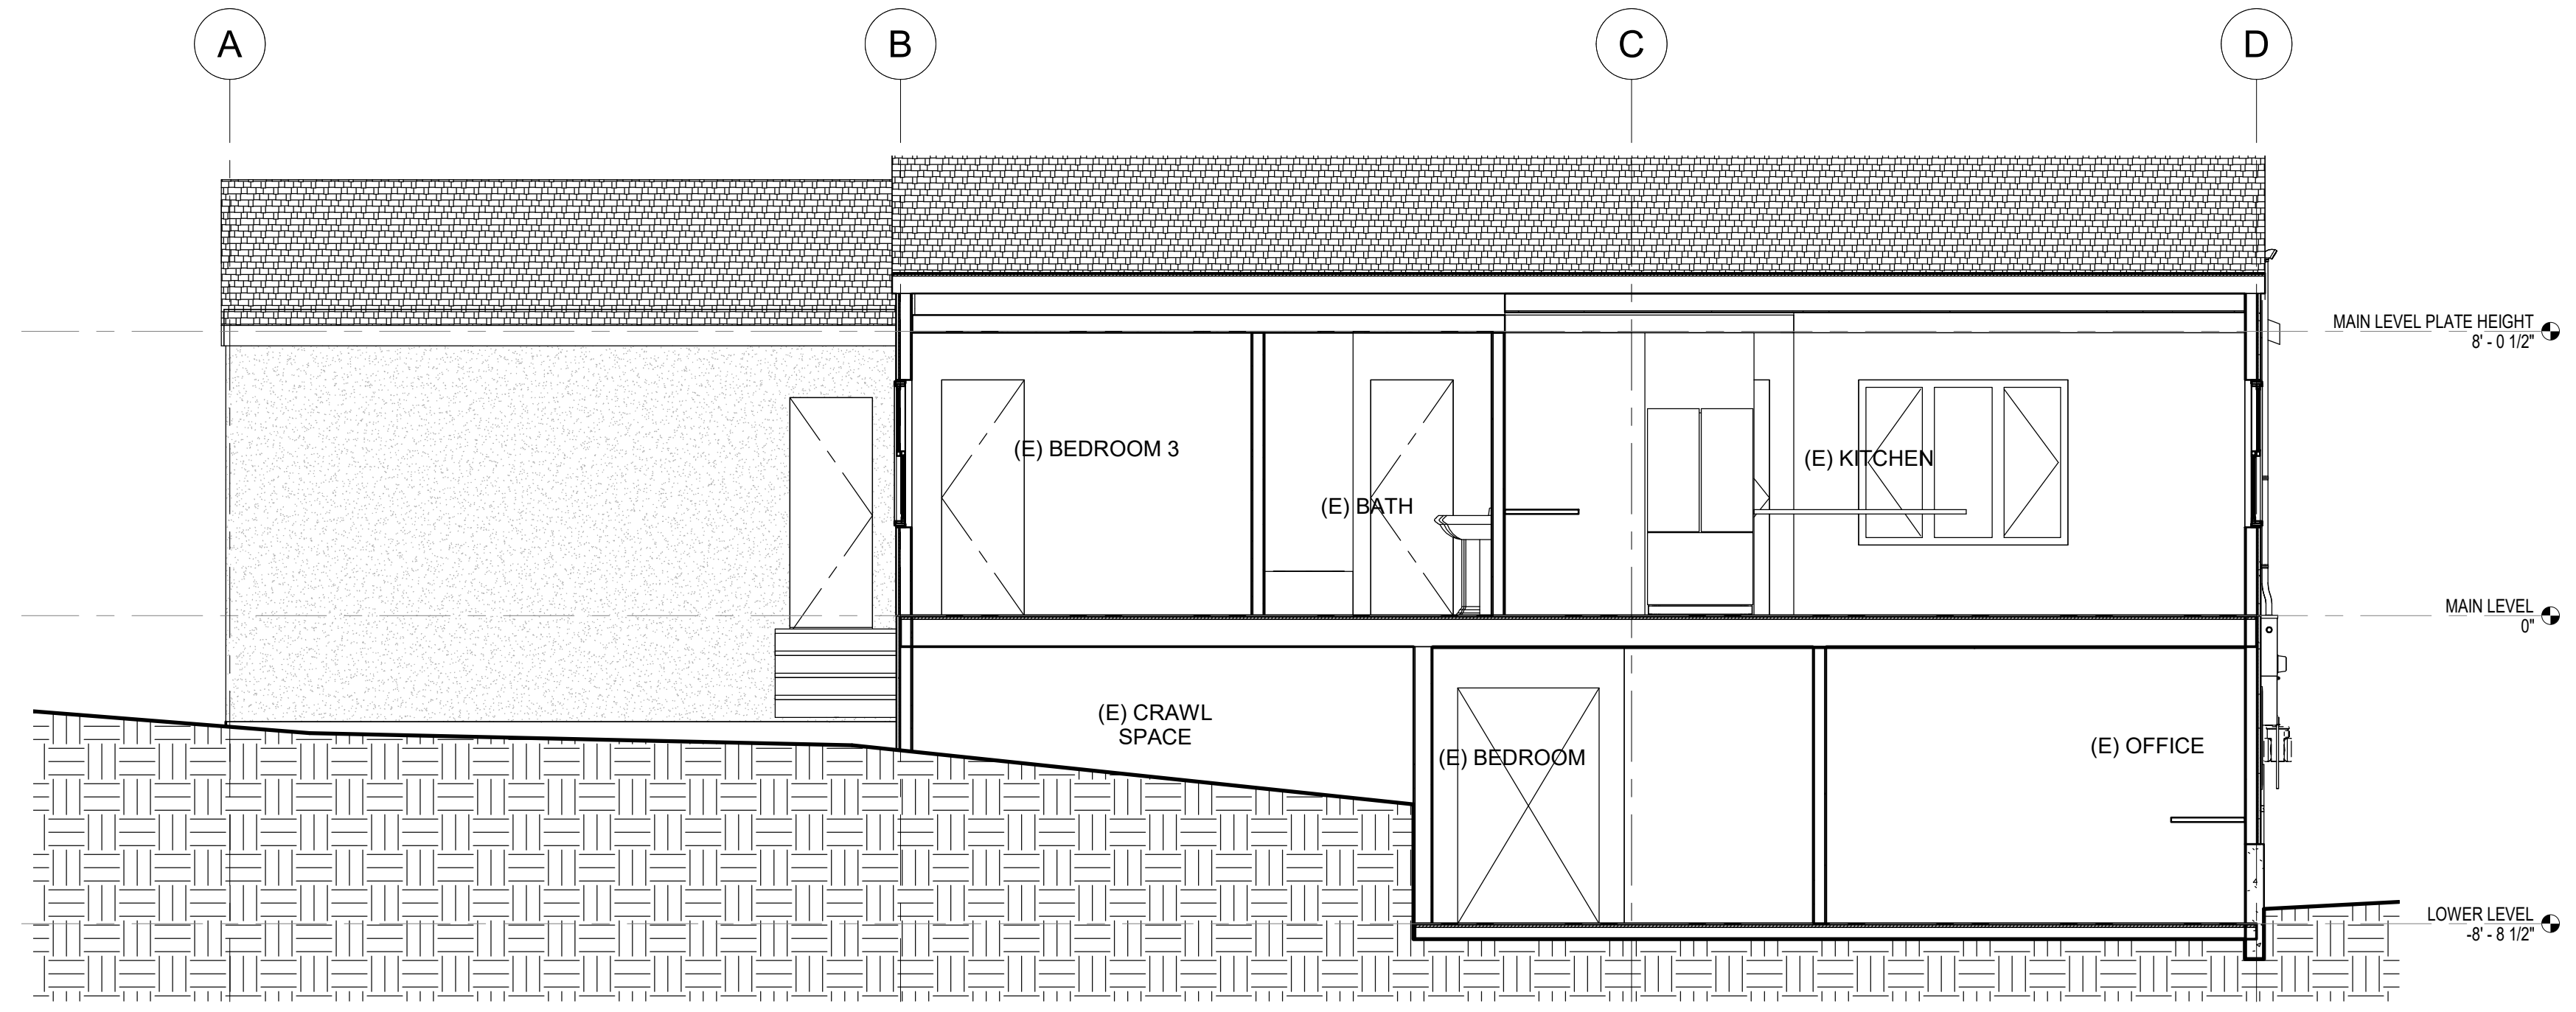 A
B
C
D
MAIN LEVEL PLATE HEIGHT
8' - 0 1/2"
(E) BEDROOM 3
(E) KITCHEN
(E) BATH
MAIN LEVEL
0"
(E) CRAWL
SPACE
(E) BEDROOM
(E) OFFICE
LOWER LEVEL
-8' - 8 1/2"